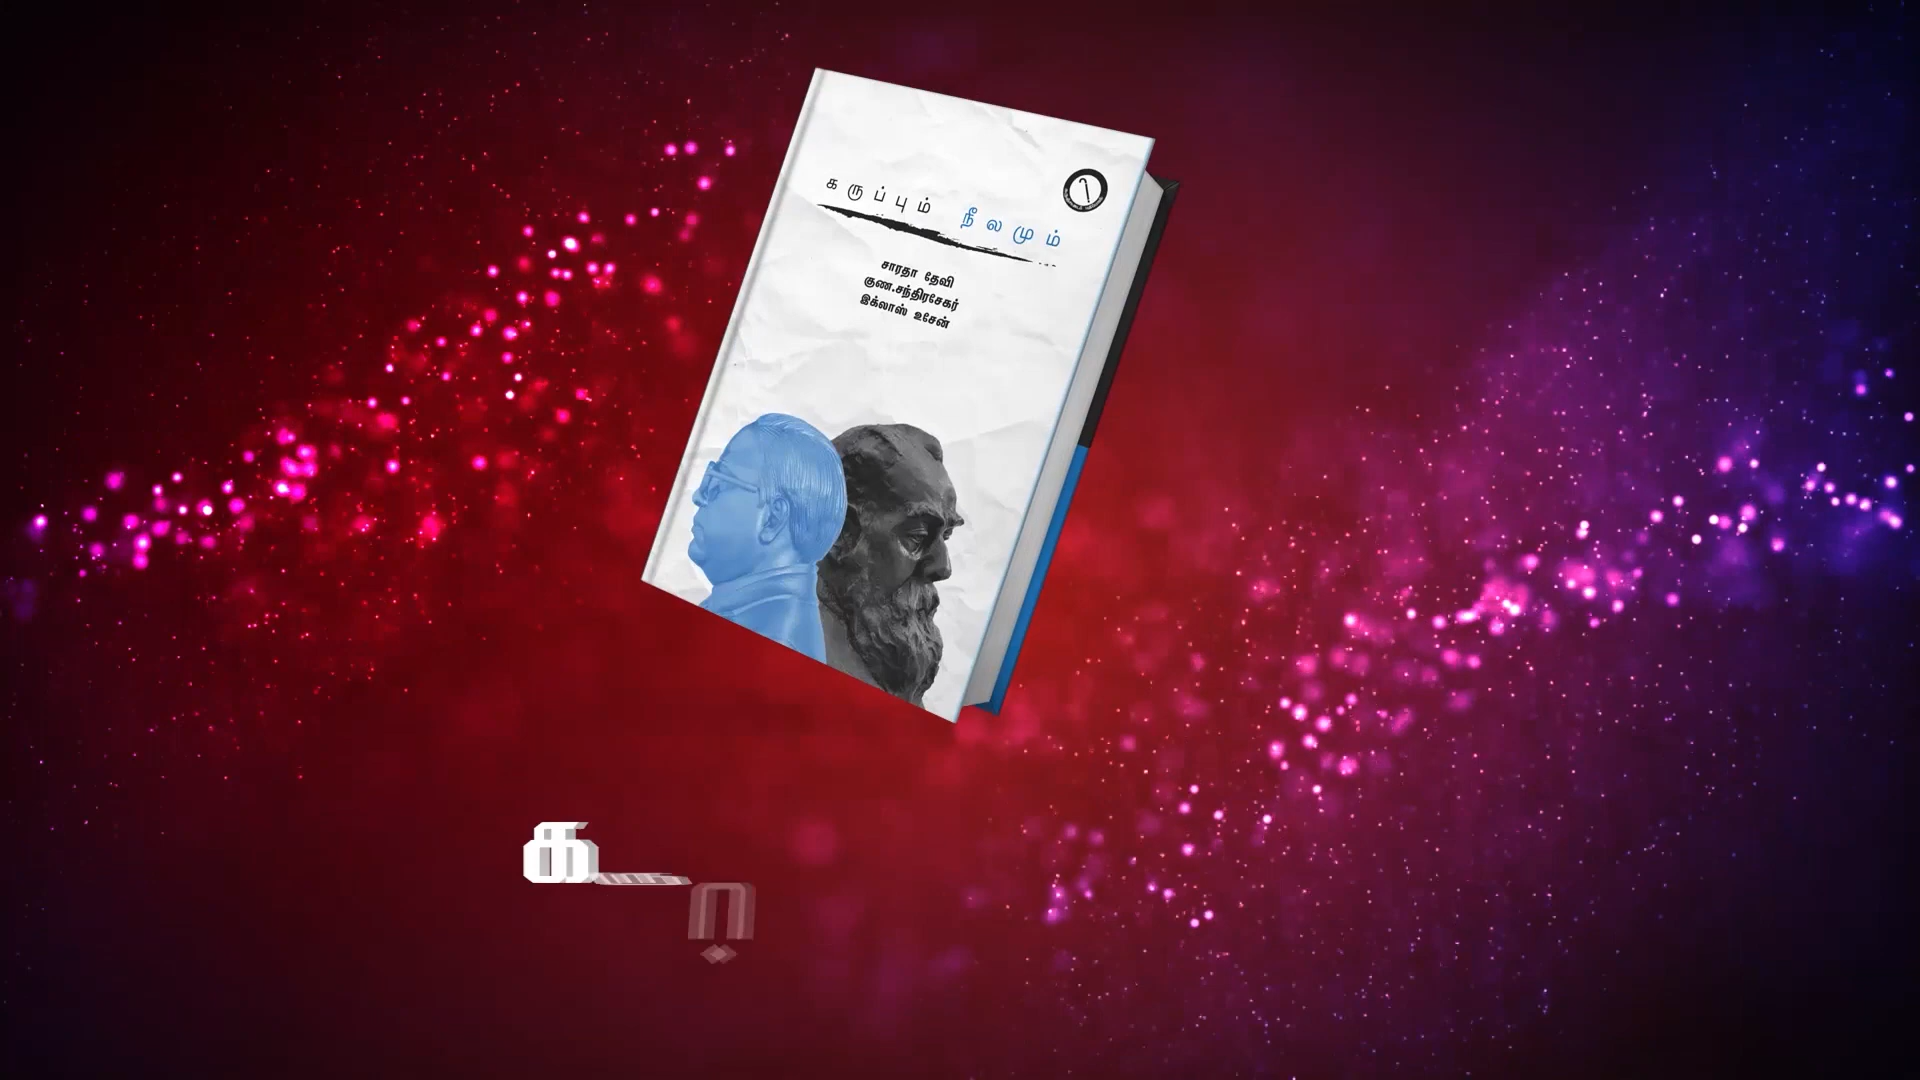 கருப்பும் நீலமும்
சாரதா தேவி
குண.சந்திரசேகர்
இக்லாஸ் உசேன்